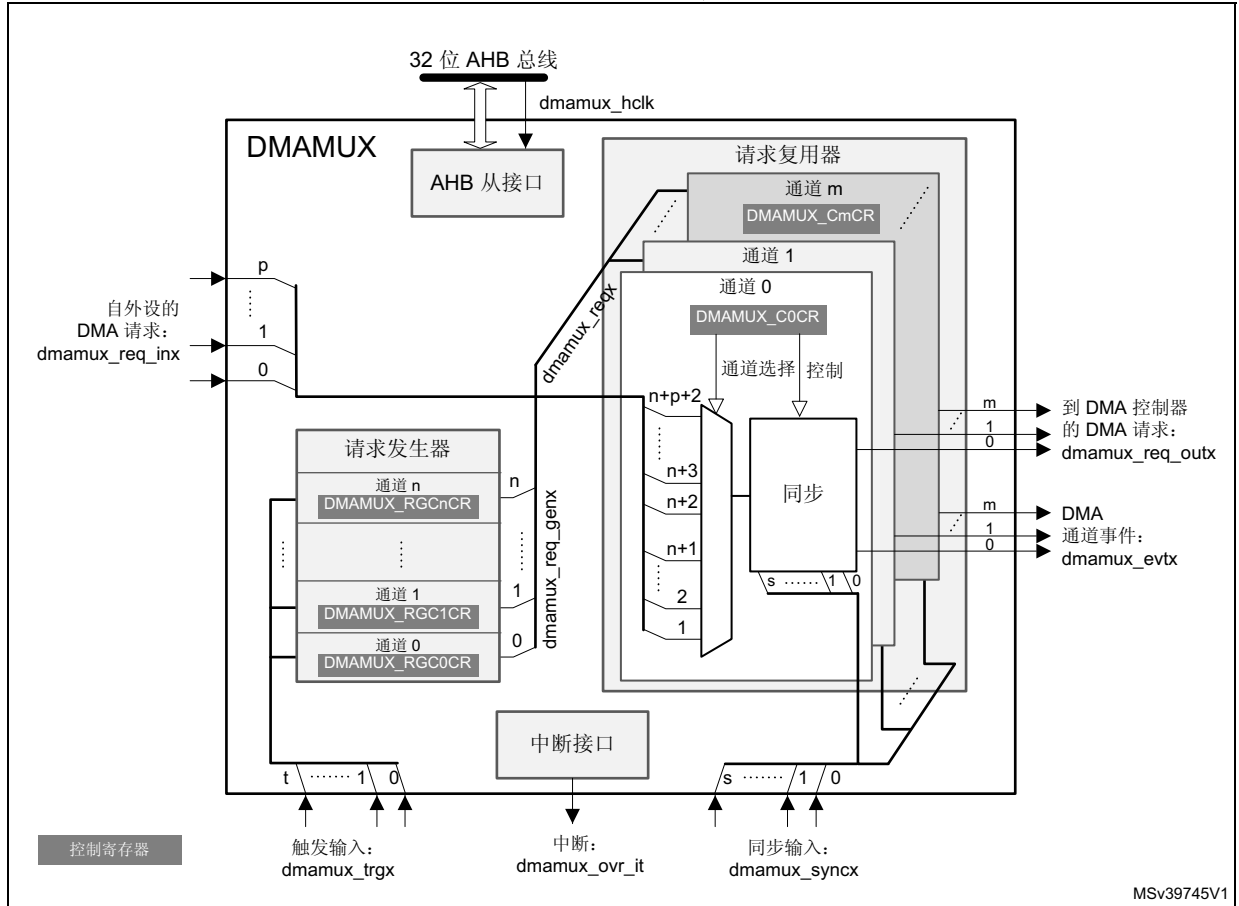 32 位 AHB 总线
dmamux_hclk
DMAMUX
AHB 从接口
请求复用器
通道 m
DMAMUX_CmCR
通道 1
通道 0
DMAMUX_C0CR
通道选择
控制
dmamux_reqx
p
1
0
自外设的
DMA 请求:
dmamux_req_inx
n+p+2
n+3
n+2
n+1
2
1
同步
s ...... 1 0
m
1
0
到 DMA 控制器
的 DMA 请求:
dmamux_req_outx
m
1
0
DMA
通道事件:
dmamux_evtx
请求发生器
通道 n
DMAMUX_RGCnCR
n
通道 1
DMAMUX_RGC1CR
1
通道 0
DMAMUX_RGC0CR
0
dmamux_req_genx
中断接口
t ....... 1 0
s ....... 1 0
控制寄存器
触发输入:
dmamux_trgx
中断:
dmamux_ovr_it
同步输入:
dmamux_syncx
MSv39745V1